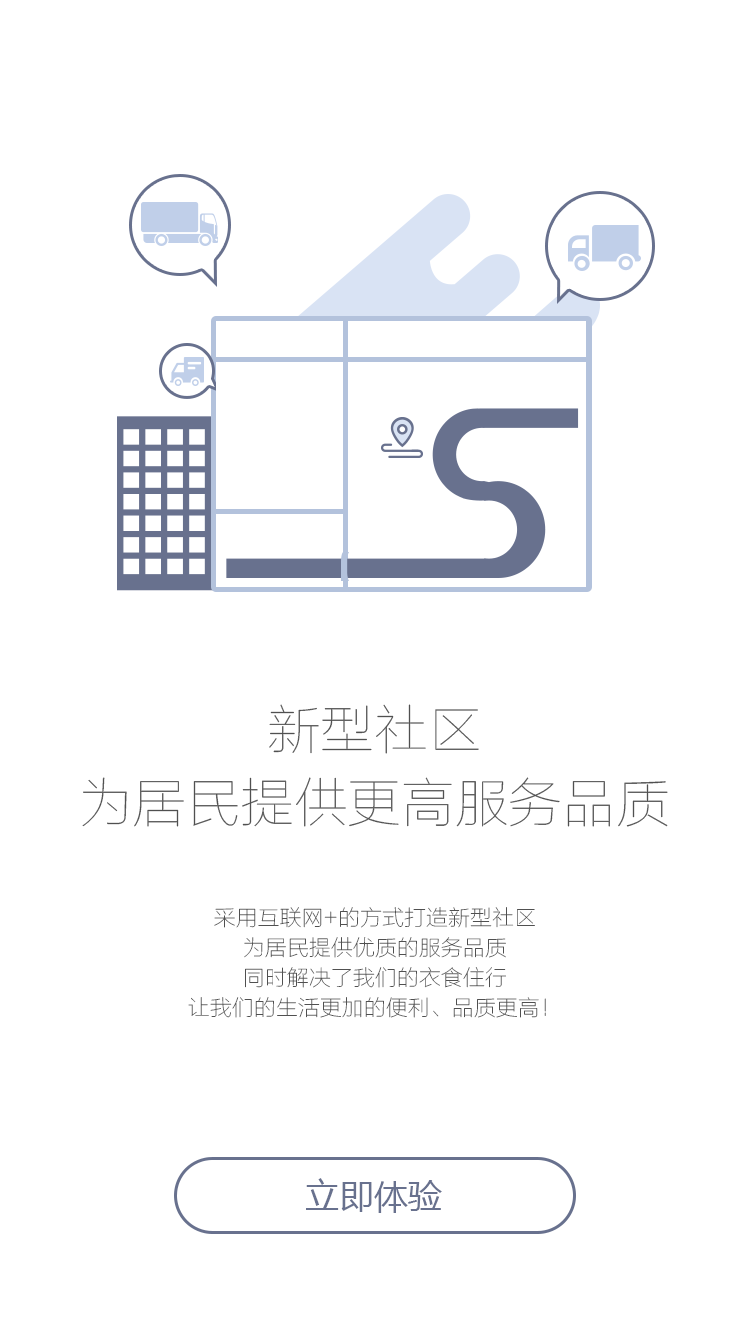 新型社区
为居民提供更高服务品质
采用互联网+的方式打造新型社区
为居民提供优质的服务品质
同时解决了我们的衣食住行
让我们的生活更加的便利、品质更高!
立即体验